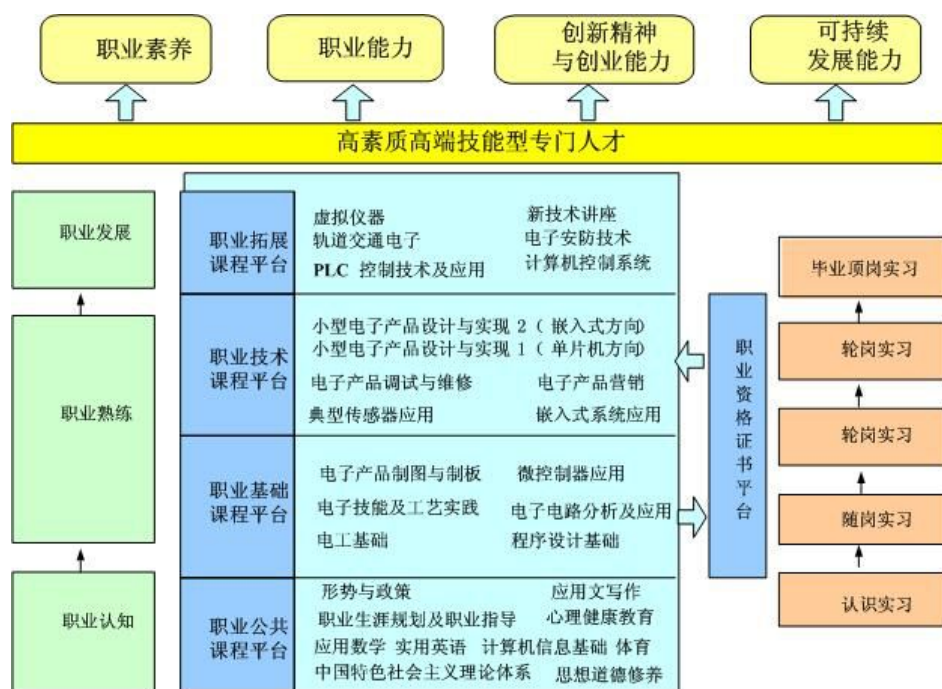 职业素养
职业能力
创新精神
与创业能力
可持续
发展能力
高素质高端技能型专门人才
职业发展
职业熟练
职业认知
职业拓展
课程平台
虚拟仪器
新技术讲座
轨道交通电子
电子安防技术
PLC 控制技术及应用
计算机控制系统
职业技术
课程平台
小型电子产品设计与实现 2 ( 嵌入式方向)
小型电子产品设计与实现 1 ( 单片机方向)
电子产品调试与维修
电子产品营销
典型传感器应用
嵌入式系统应用
职业基础
课程平台
电子产品制图与制板
微控制器应用
电子技能及工艺实践
电子电路分析及应用
电工基础
程序设计基础
职业公共
课程平台
形势与政策
应用文写作
职业生涯规划及职业指导
心理健康教育
应用数学 实用英语 计算机信息基础 体育
中国特色社会主义理论体系
思想道德修养
职业资格证书平台
毕业顶岗实习
轮岗实习
轮岗实习
随岗实习
认识实习